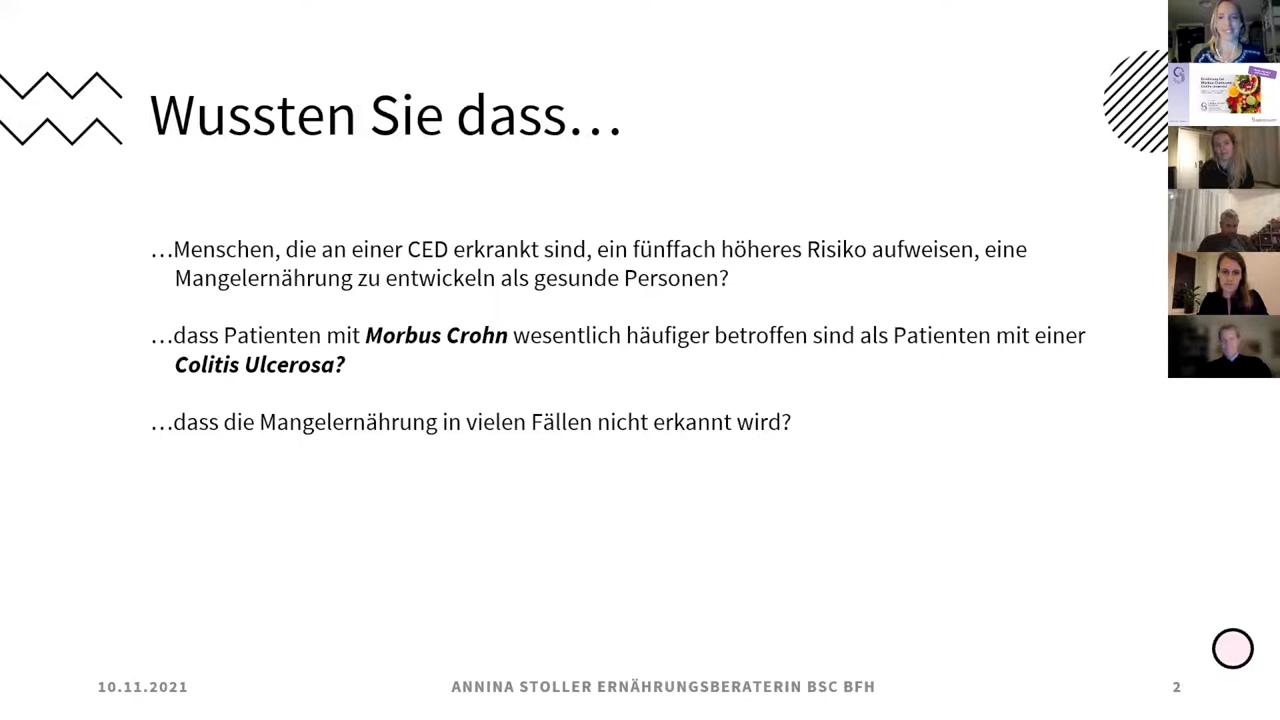 Wussten Sie dass…
…Menschen, die an einer CED erkrankt sind, ein fünffach höheres Risiko aufweisen, eine
Mangelernährung zu entwickeln als gesunde Personen?
…dass Patienten mit Morbus Crohn wesentlich häufiger betroffen sind als Patienten mit einer
Colitis Ulcerosa?
…dass die Mangelernährung in vielen Fällen nicht erkannt wird?
10.11.2021
ANNINA STOLLER ERNÄHRUNGSBERATERIN BSC BFH
2